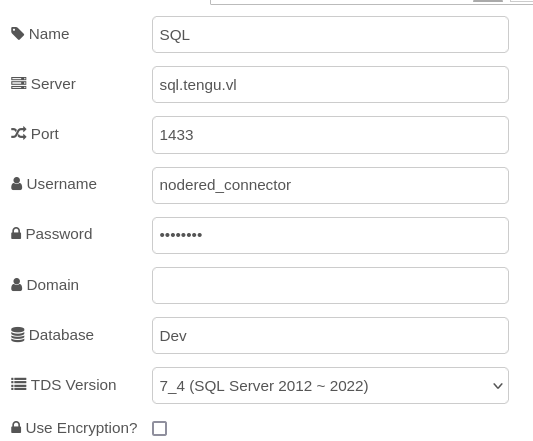 Name SQL
Server sql.tengu.vl
Port 1433
Username nodered_connector
Password ••••••••
Domain
Database Dev
TDS Version 7_4 (SQL Server 2012 ~ 2022)
Use Encryption?